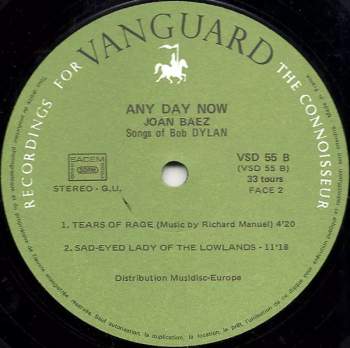 RECORDINGS FOR VANGUARD THE CONNOISSEUR
ANY DAY NOW
JOAN BAEZ
Songs of Bob DYLAN
SACEM
VSD 55 B
(VSD 55 B)
33 tours
STEREO - G.U.
FACE 2
1. TEARS OF RAGE (Music by Richard Manuel) 4'20
2. SAD-EYED LADY OF THE LOWLANDS - 11'18
Distribution Musidisc-Europe